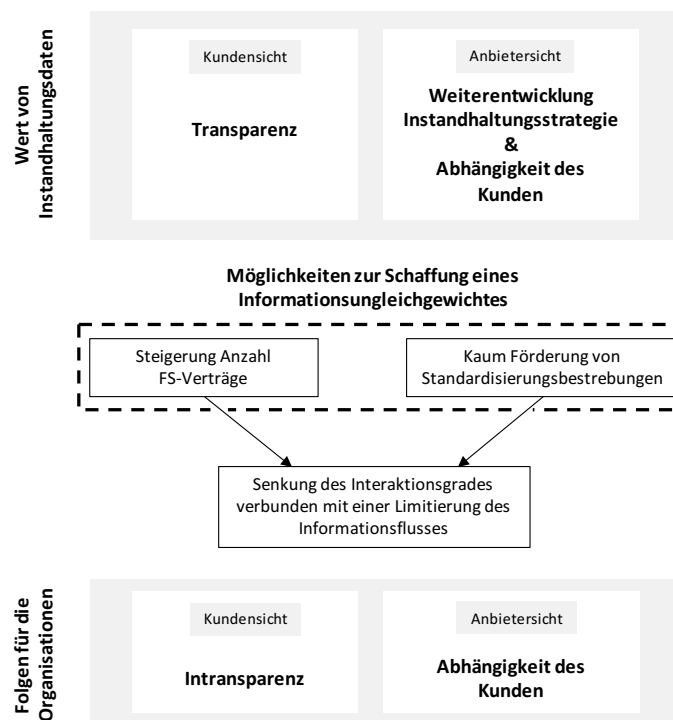 Wert von
Instandhaltungsdaten
Kundensicht
Transparenz
Anbietersicht
Weiterentwicklung
Instandhaltungsstrategie
&
Abhängigkeit des
Kunden
Möglichkeiten zur Schaffung eines
Informationsungleichgewichtes
Steigerung Anzahl
FS-Verträge
Kaum Förderung von
Standardisierungsbestrebungen
Senkung des Interaktionsgrades
verbunden mit einer Limitierung des
Informationsflusses
Folgen für die
Organisationen
Kundensicht
Intransparenz
Anbietersicht
Abhängigkeit des
Kunden